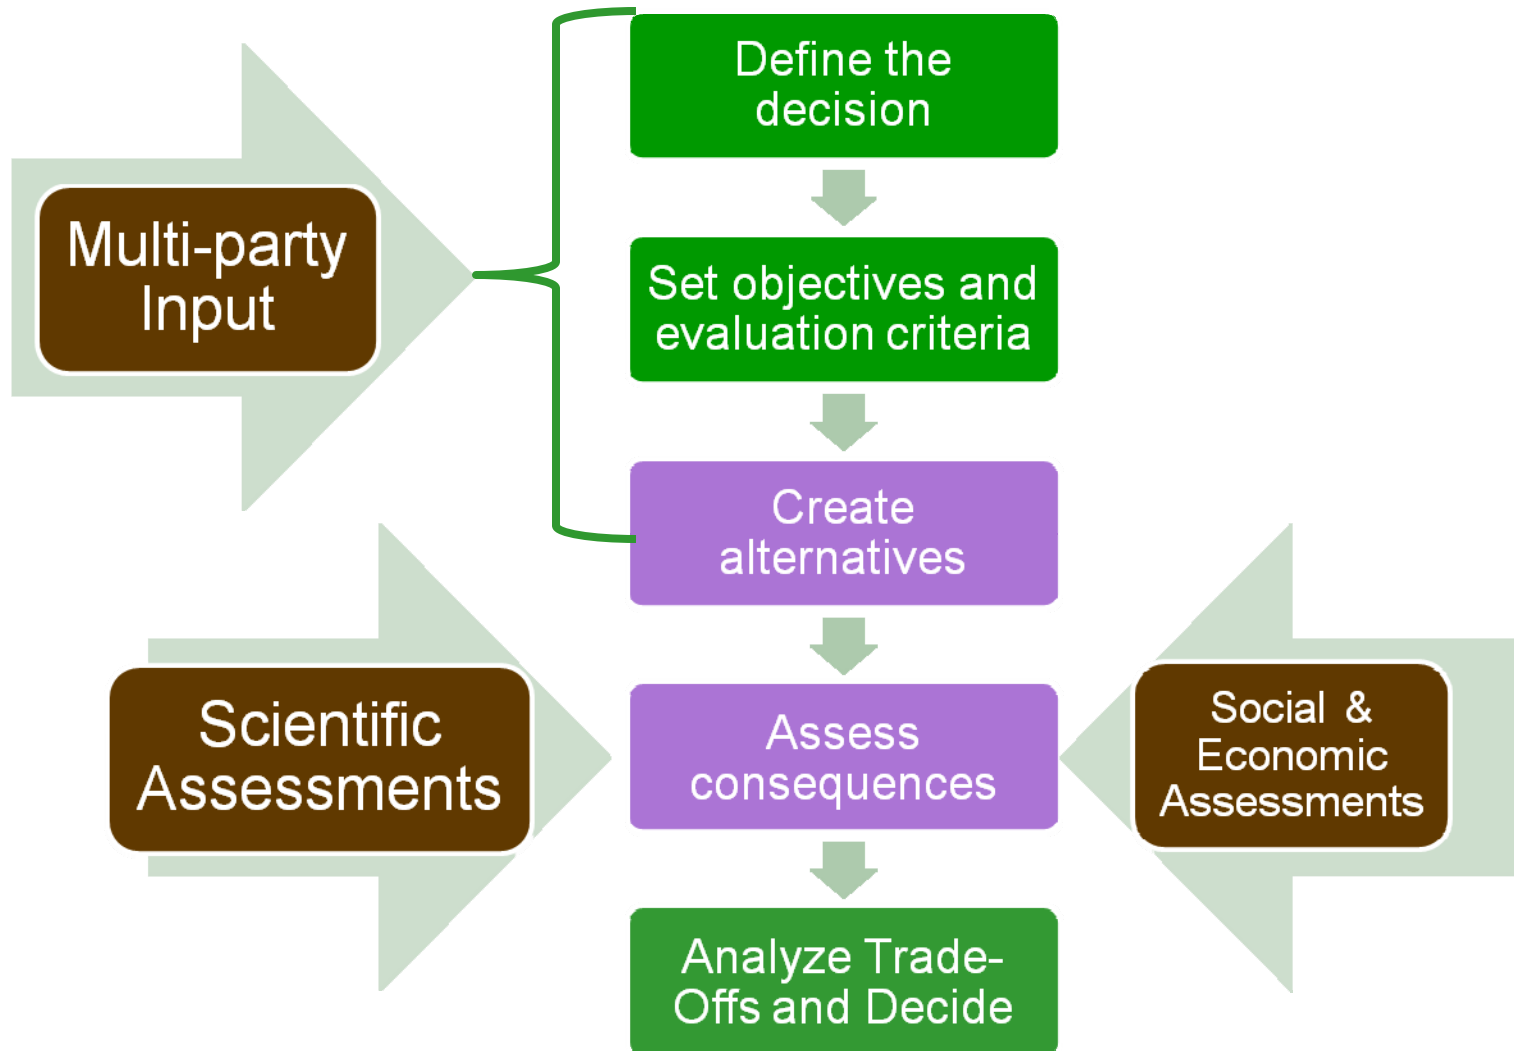 Define the
decision
Multi-party
Input
Set objectives and
evaluation criteria
Create
alternatives
Scientific
Assessments
Assess
consequences
Social &
Economic
Assessments
Analyze Trade-
Offs and Decide